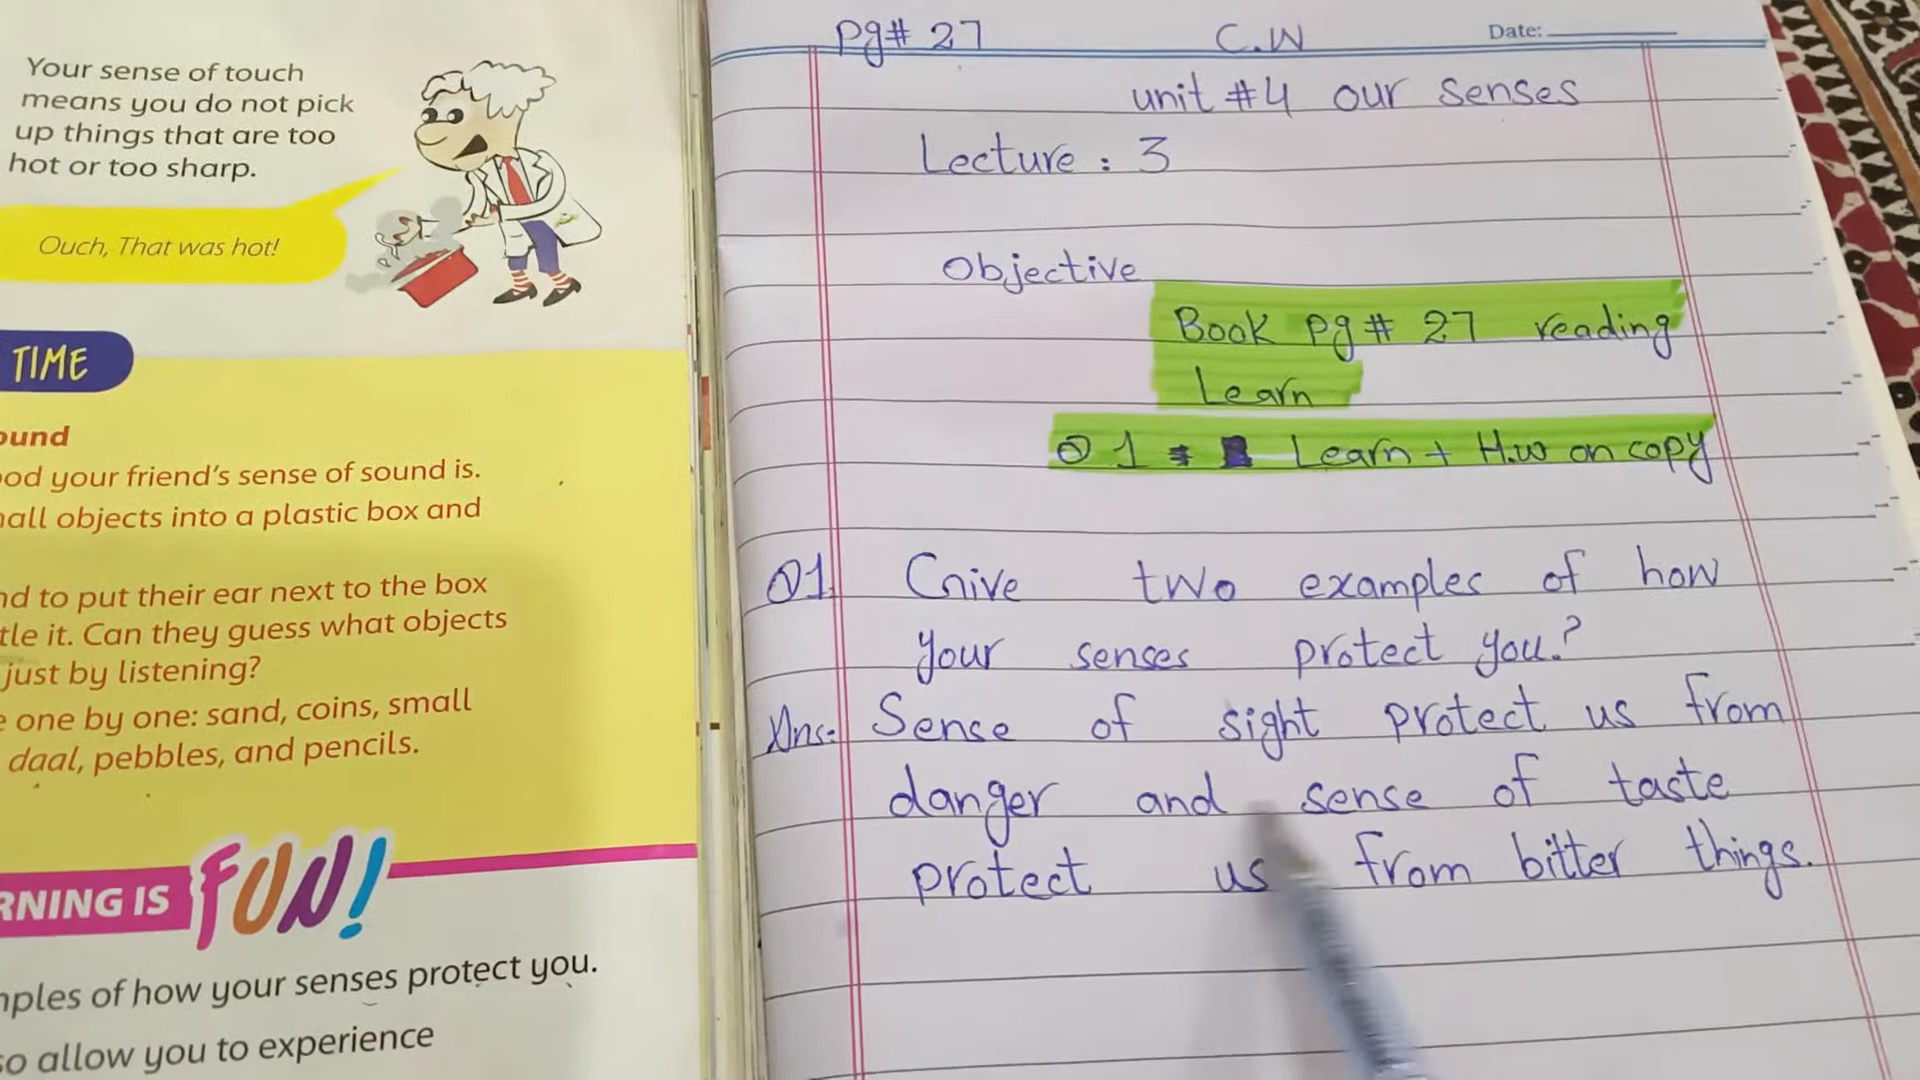 Your sense of touch
means you do not pick
up things that are too
hot or too sharp.
Ouch, That was hot!
TIME
ound
ood your friend's sense of sound is.
all objects into a plastic box and
nd to put their ear next to the box
tle it. Can they guess what objects
just by listening?
e one by one: sand, coins, small
daal, pebbles, and pencils.
RNING IS FUN!
mples of how your senses protect you.
so allow you to experience
Pg# 27 C.W Date:
unit #4 our senses
Lecture : 3
Objective
Book pg# 27 reading
Learn
Q 1 Learn + H.w on copy
Q1 Give two examples of how
your senses protect you.?
Ans: Sense of sight protect us from
danger and sense of taste
protect us from bitter things.